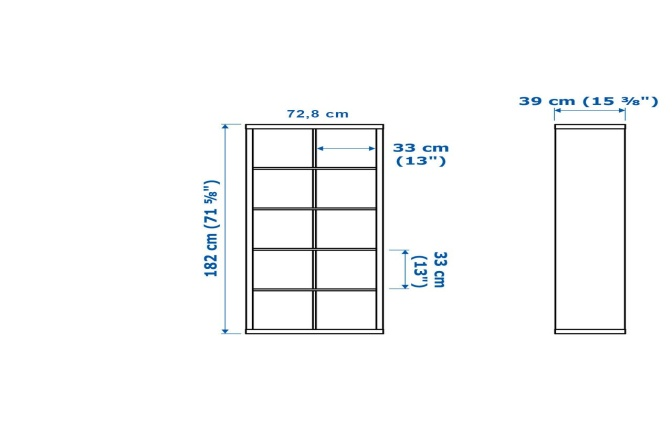 39 cm (15 ⅜")
72,8 cm
33 cm
(13")
182 cm (71 ⅝")
33 cm
(13")